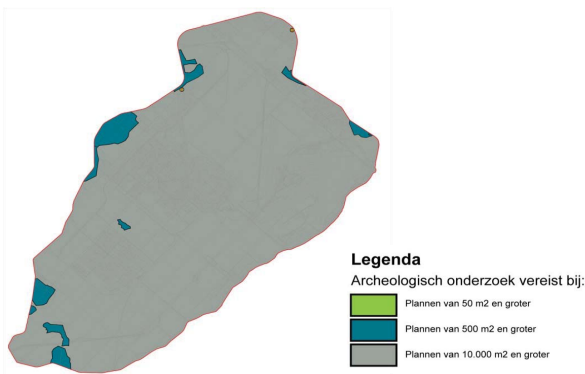 Legenda
Archeologisch onderzoek vereist bij:
Plannen van 50 m2 en groter
Plannen van 500 m2 en groter
Plannen van 10.000 m2 en groter